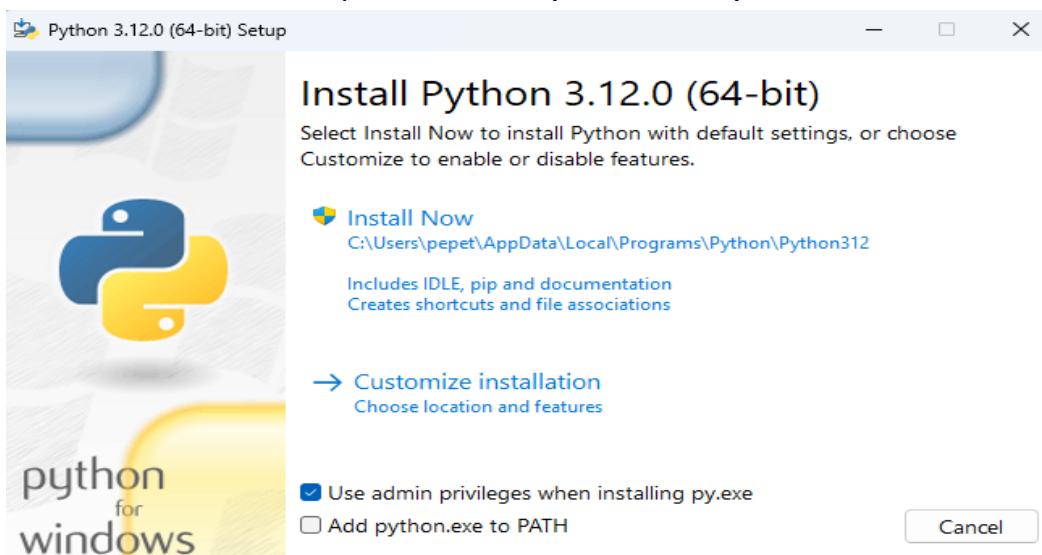 Python 3.12.0 (64-bit) Setup
Install Python 3.12.0 (64-bit)
Select Install Now to install Python with default settings, or choose
Customize to enable or disable features.
Install Now
C:\Users\pepet\AppData\Local\Programs\Python\Python312
Includes IDLE, pip and documentation
Creates shortcuts and file associations
Customize installation
Choose location and features
python
for
windows
Use admin privileges when installing py.exe
Add python.exe to PATH
Cancel